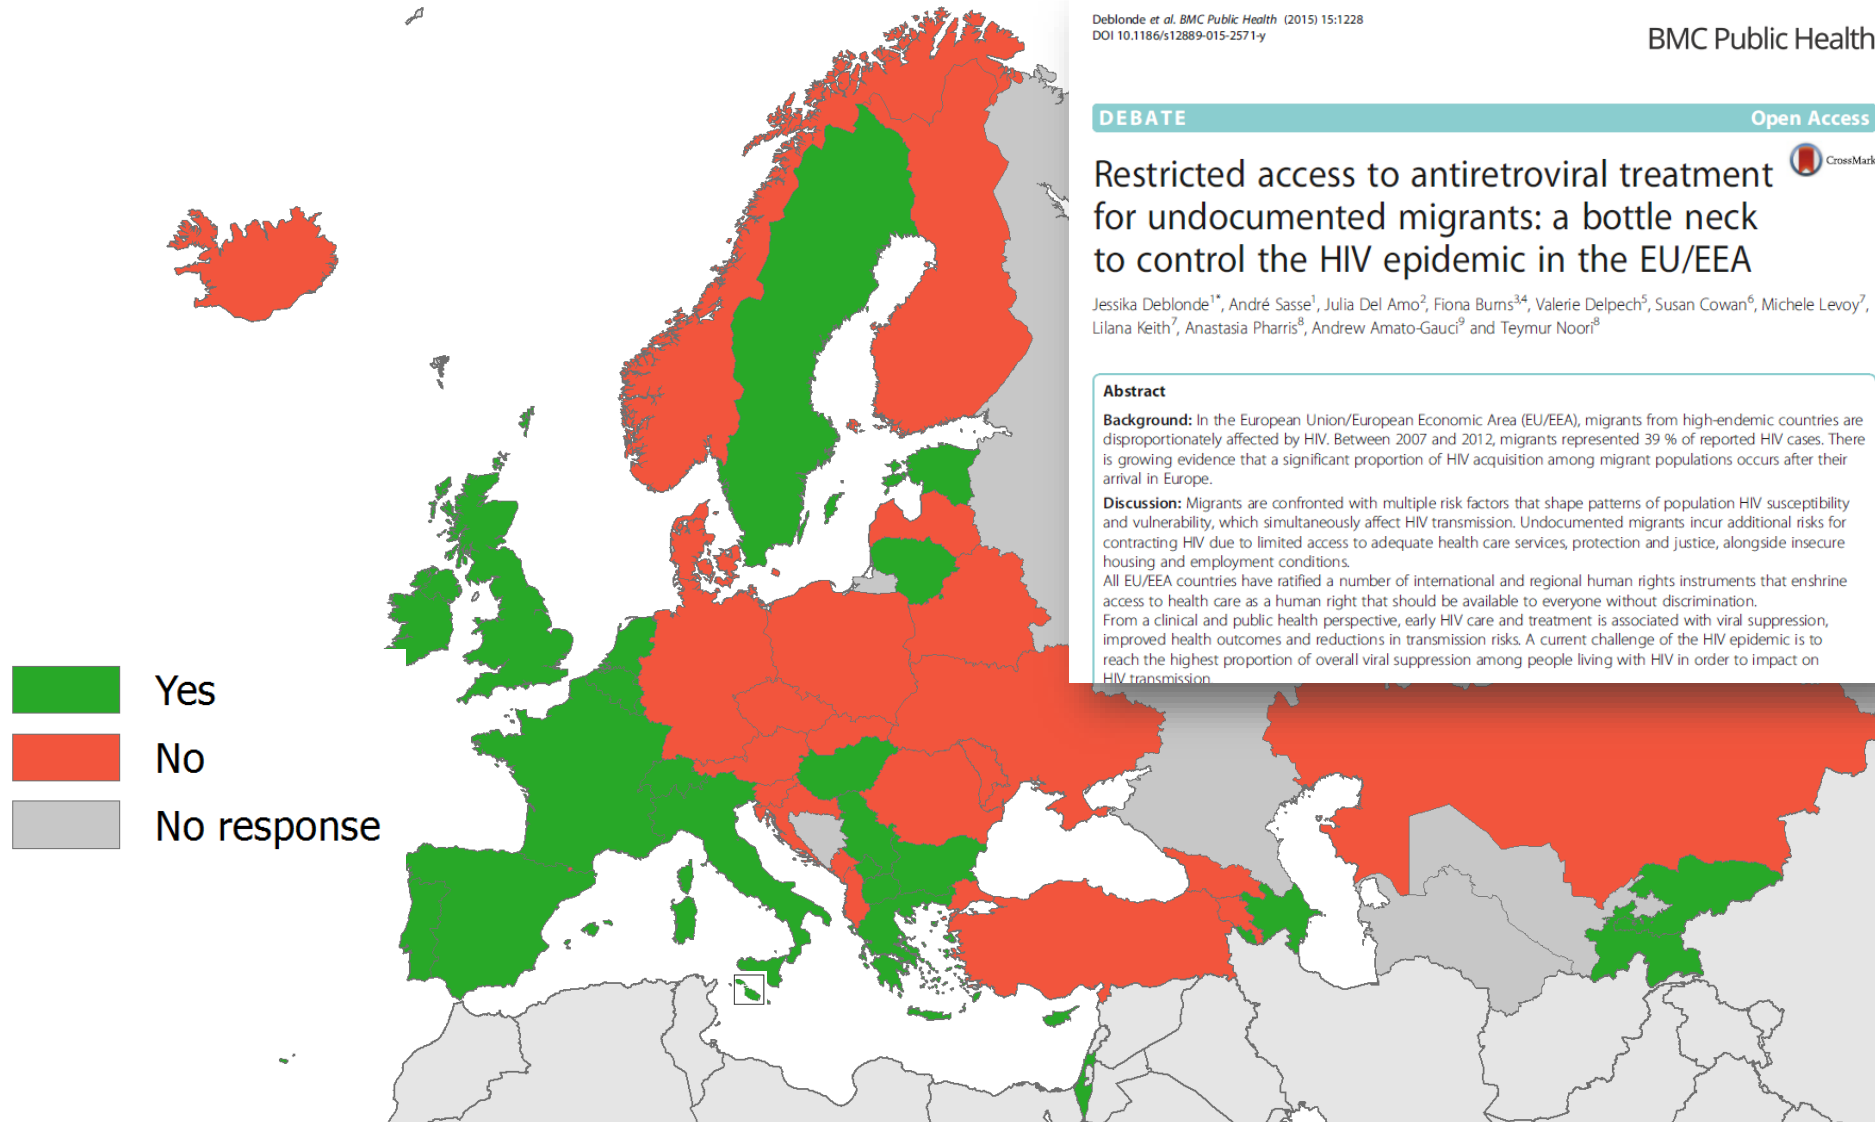 Deblonde et al. BMC Public Health (2015) 15:1228
DOI 10.1186/s12889-015-2571-y
BMC Public Health
DEBATE
Open Access
CrossMark
Restricted access to antiretroviral treatment
for undocumented migrants: a bottle neck
to control the HIV epidemic in the EU/EEA
Jessika Deblonde1*, André Sasse1, Julia Del Amo2, Fiona Burns3,4, Valerie Delpech5, Susan Cowan6, Michele Levoy7,
Lilana Keith7, Anastasia Pharris8, Andrew Amato-Gauci9 and Teymur Noori8
Abstract
Background: In the European Union/European Economic Area (EU/EEA), migrants from high-endemic countries are
disproportionately affected by HIV. Between 2007 and 2012, migrants represented 39 % of reported HIV cases. There
is growing evidence that a significant proportion of HIV acquisition among migrant populations occurs after their
arrival in Europe.
Discussion: Migrants are confronted with multiple risk factors that shape patterns of population HIV susceptibility
and vulnerability, which simultaneously affect HIV transmission. Undocumented migrants incur additional risks for
contracting HIV due to limited access to adequate health care services, protection and justice, alongside insecure
housing and employment conditions.
All EU/EEA countries have ratified a number of international and regional human rights instruments that enshrine
access to health care as a human right that should be available to everyone without discrimination.
From a clinical and public health perspective, early HIV care and treatment is associated with viral suppression,
improved health outcomes and reductions in transmission risks. A current challenge of the HIV epidemic is to
reach the highest proportion of overall viral suppression among people living with HIV in order to impact on
HIV transmission.
Yes
No
No response